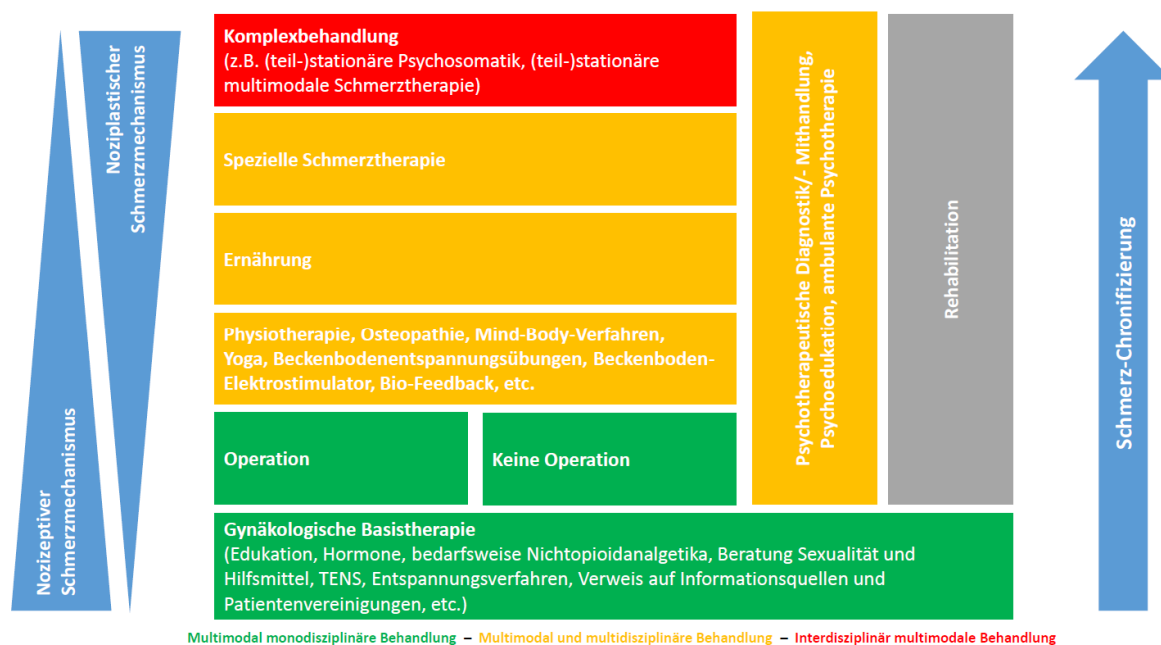 Noziplastischer
Schmerzmechanismus
Nozizeptiver
Schmerzmechanismus
Komplexbehandlung
(z.B. (teil-)stationäre Psychosomatik, (teil-)stationäre
multimodale Schmerztherapie)
Spezielle Schmerztherapie
Ernährung
Physiotherapie, Osteopathie, Mind-Body-Verfahren,
Yoga, Beckenbodenentspannungsübungen, Beckenboden-
Elektrostimulator, Bio-Feedback, etc.
Operation
Keine Operation
Gynäkologische Basistherapie
(Edukation, Hormone, bedarfsweise Nichtopioidanalgetika, Beratung Sexualität und
Hilfsmittel, TENS, Entspannungsverfahren, Verweis auf Informationsquellen und
Patientenvereinigungen, etc.)
Psychotherapeutische Diagnostik/- Mithandlung,
Psychoedukation, ambulante Psychotherapie
Rehabilitation
Schmerz-Chronifizierung
Multimodal monodisziplinäre Behandlung – Multimodal und multidisziplinäre Behandlung – Interdisziplinär multimodale Behandlung